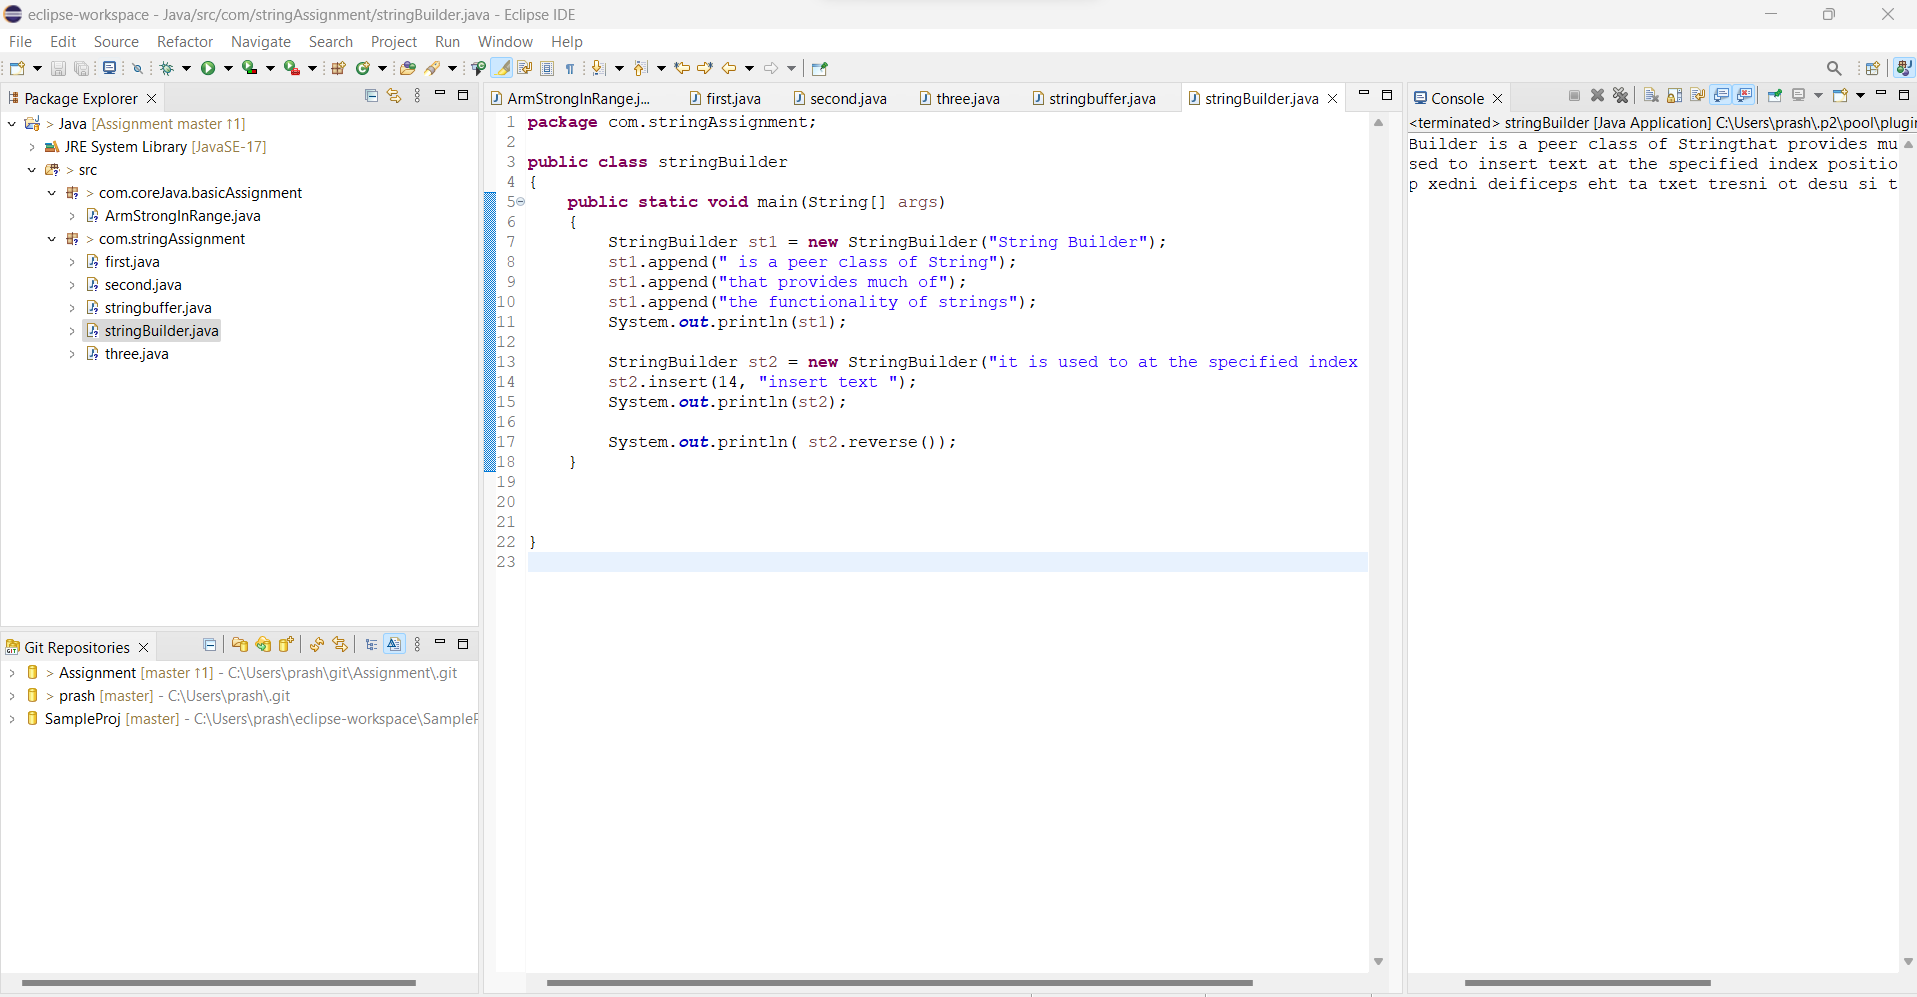 eclipse-workspace - Java/src/com/stringAssignment/stringBuilder.java - Eclipse IDE
File Edit Source Refactor Navigate Search Project Run Window Help
Package Explorer
> Java [Assignment master ↑1]
JRE System Library [JavaSE-17]
> src
> com.coreJava.basicAssignment
ArmStrongInRange.java
> com.stringAssignment
first.java
second.java
stringbuffer.java
stringBuilder.java
three.java
Git Repositories
> Assignment [master ↑1] - C:\Users\prash\git\Assignment\.git
> prash [master] - C:\Users\prash\.git
SampleProj [master] - C:\Users\prash\eclipse-workspace\SampleP
ArmStrongInRange.j... first.java second.java three.java stringbuffer.java stringBuilder.java
1 package com.stringAssignment;
2
3 public class stringBuilder
4 {
5 public static void main(String[] args)
6 {
7 StringBuilder st1 = new StringBuilder("String Builder");
8 st1.append(" is a peer class of String");
9 st1.append("that provides much of");
10 st1.append("the functionality of strings");
11 System.out.println(st1);
12
13 StringBuilder st2 = new StringBuilder("it is used to at the specified index
14 st2.insert(14, "insert text ");
15 System.out.println(st2);
16
17 System.out.println( st2.reverse());
18 }
19
20
21
22 }
23
Console
<terminated> stringBuilder [Java Application] C:\Users\prash\.p2\pool\plugi
Builder is a peer class of Stringthat provides mu
sed to insert text at the specified index positio
p xedni deificeps eht ta txet tresni ot desu si t